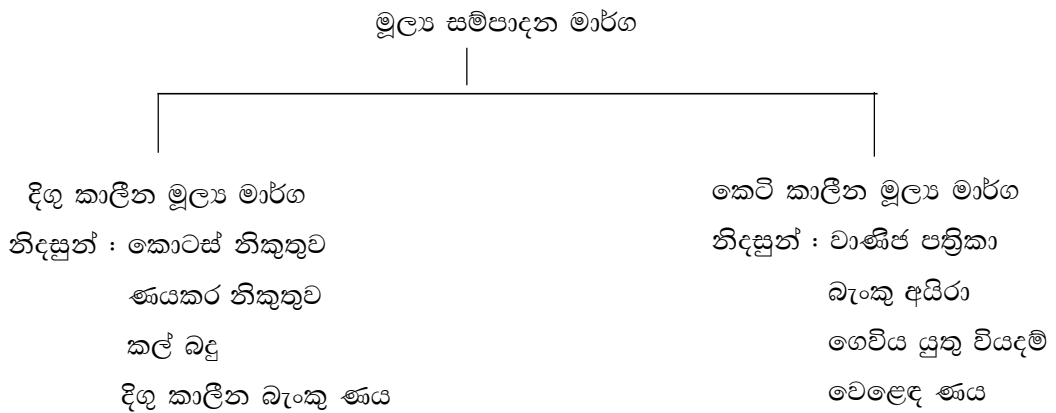 මූල්‍ය සම්පාදන මාර්ග
දිගු කාලීන මූල්‍ය මාර්ග
නිදසුන් : කොටස් නිකුතුව
ණයකර නිකුතුව
කල් බදු
දිගු කාලීන බැංකු ණය
කෙටි කාලීන මූල්‍ය මාර්ග
නිදසුන් : වාණිජ පත්‍රිකා
බැංකු අයිරා
ගෙවිය යුතු වියදම්
වෙළෙඳ ණය